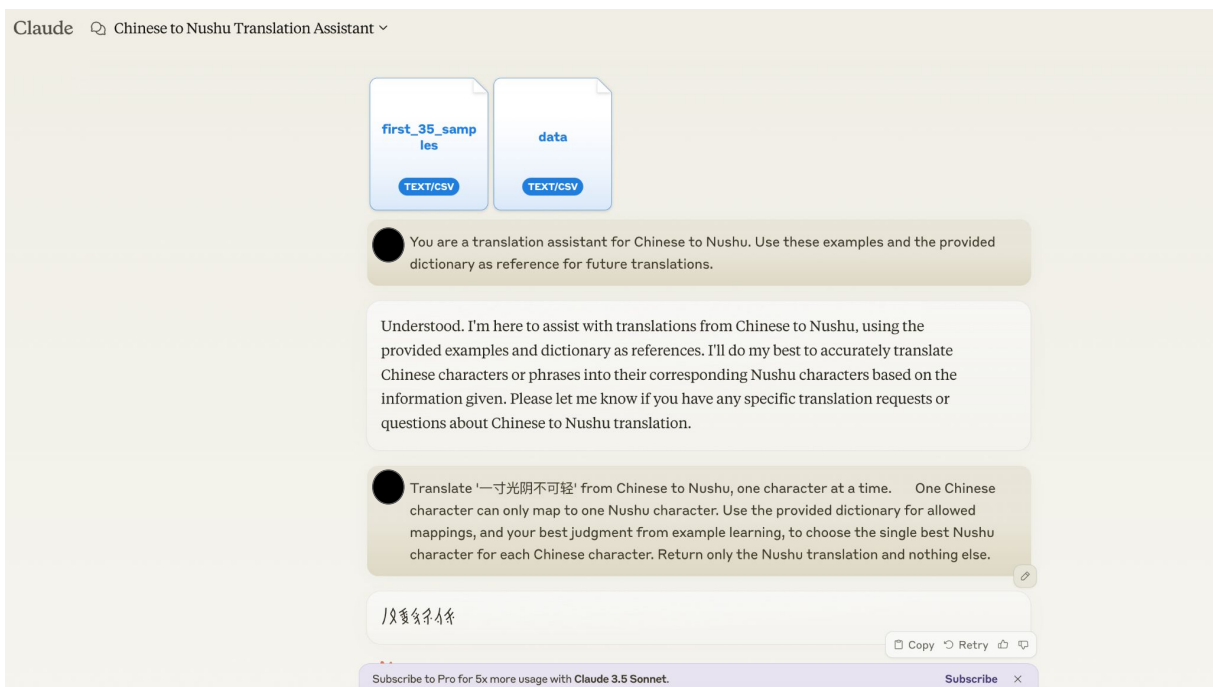 Claude Chinese to Nushu Translation Assistant
first_35_samp
les
TEXT/CSV
data
TEXT/CSV
You are a translation assistant for Chinese to Nushu. Use these examples and the provided
dictionary as reference for future translations.
Understood. I'm here to assist with translations from Chinese to Nushu, using the
provided examples and dictionary as references. I'll do my best to accurately translate
Chinese characters or phrases into their corresponding Nushu characters based on the
information given. Please let me know if you have any specific translation requests or
questions about Chinese to Nushu translation.
Translate '一寸光阴不可轻' from Chinese to Nushu, one character at a time. One Chinese
character can only map to one Nushu character. Use the provided dictionary for allowed
mappings, and your best judgment from example learning, to choose the single best Nushu
character for each Chinese character. Return only the Nushu translation and nothing else.
Copy Retry
Subscribe to Pro for 5x more usage with Claude 3.5 Sonnet. Subscribe